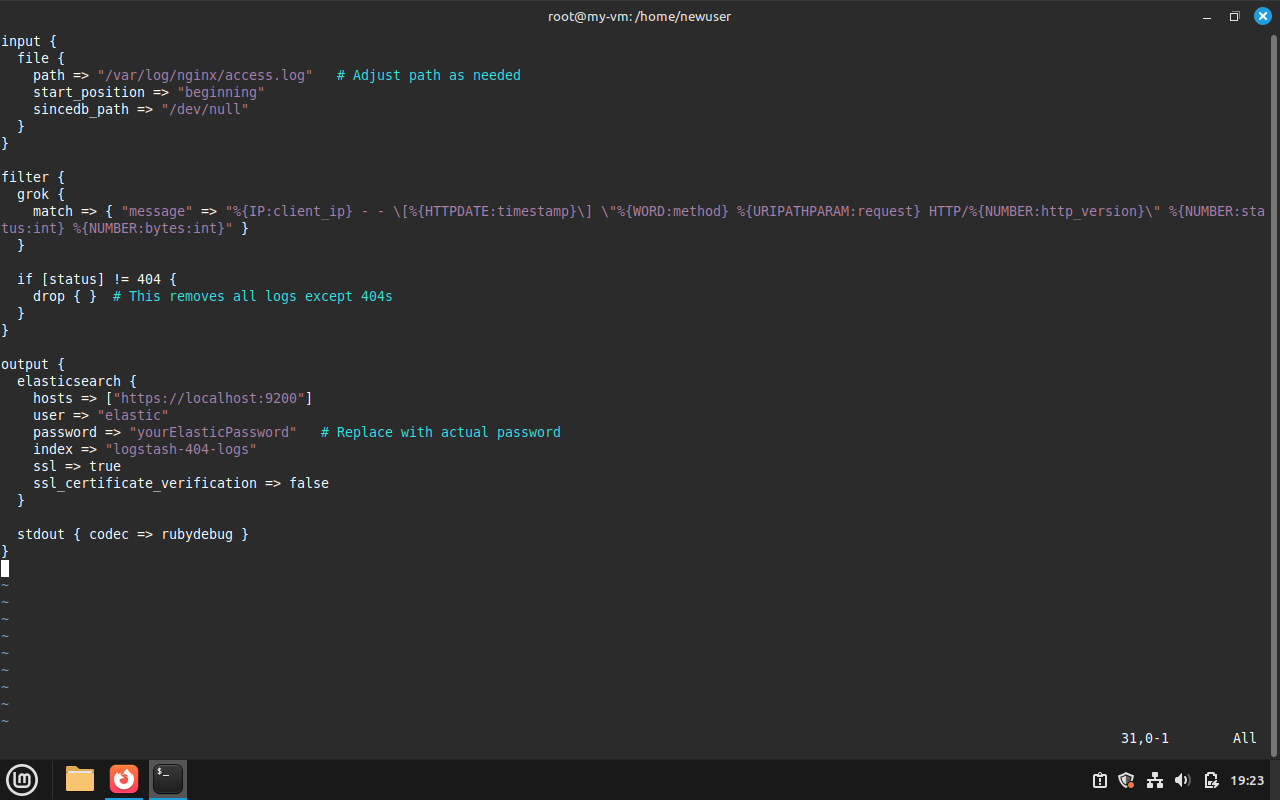 root@my-vm: /home/newuser
input {
  file {
    path => "/var/log/nginx/access.log"   # Adjust path as needed
    start_position => "beginning"
    sincedb_path => "/dev/null"
  }
}

filter {
  grok {
    match => { "message" => "%{IP:client_ip} - - \[%{HTTPDATE:timestamp}\] \"%{WORD:method} %{URIPATHPARAM:request} HTTP/%{NUMBER:http_version}\" %{NUMBER:sta
tus:int} %{NUMBER:bytes:int}" }
  }

  if [status] != 404 {
    drop { }  # This removes all logs except 404s
  }
}

output {
  elasticsearch {
    hosts => ["https://localhost:9200"]
    user => "elastic"
    password => "yourElasticPassword"   # Replace with actual password
    index => "logstash-404-logs"
    ssl => true
    ssl_certificate_verification => false
  }

  stdout { codec => rubydebug }
}

~
~
~
~
~
~
~
~
~
31,0-1        All
$_
19:23